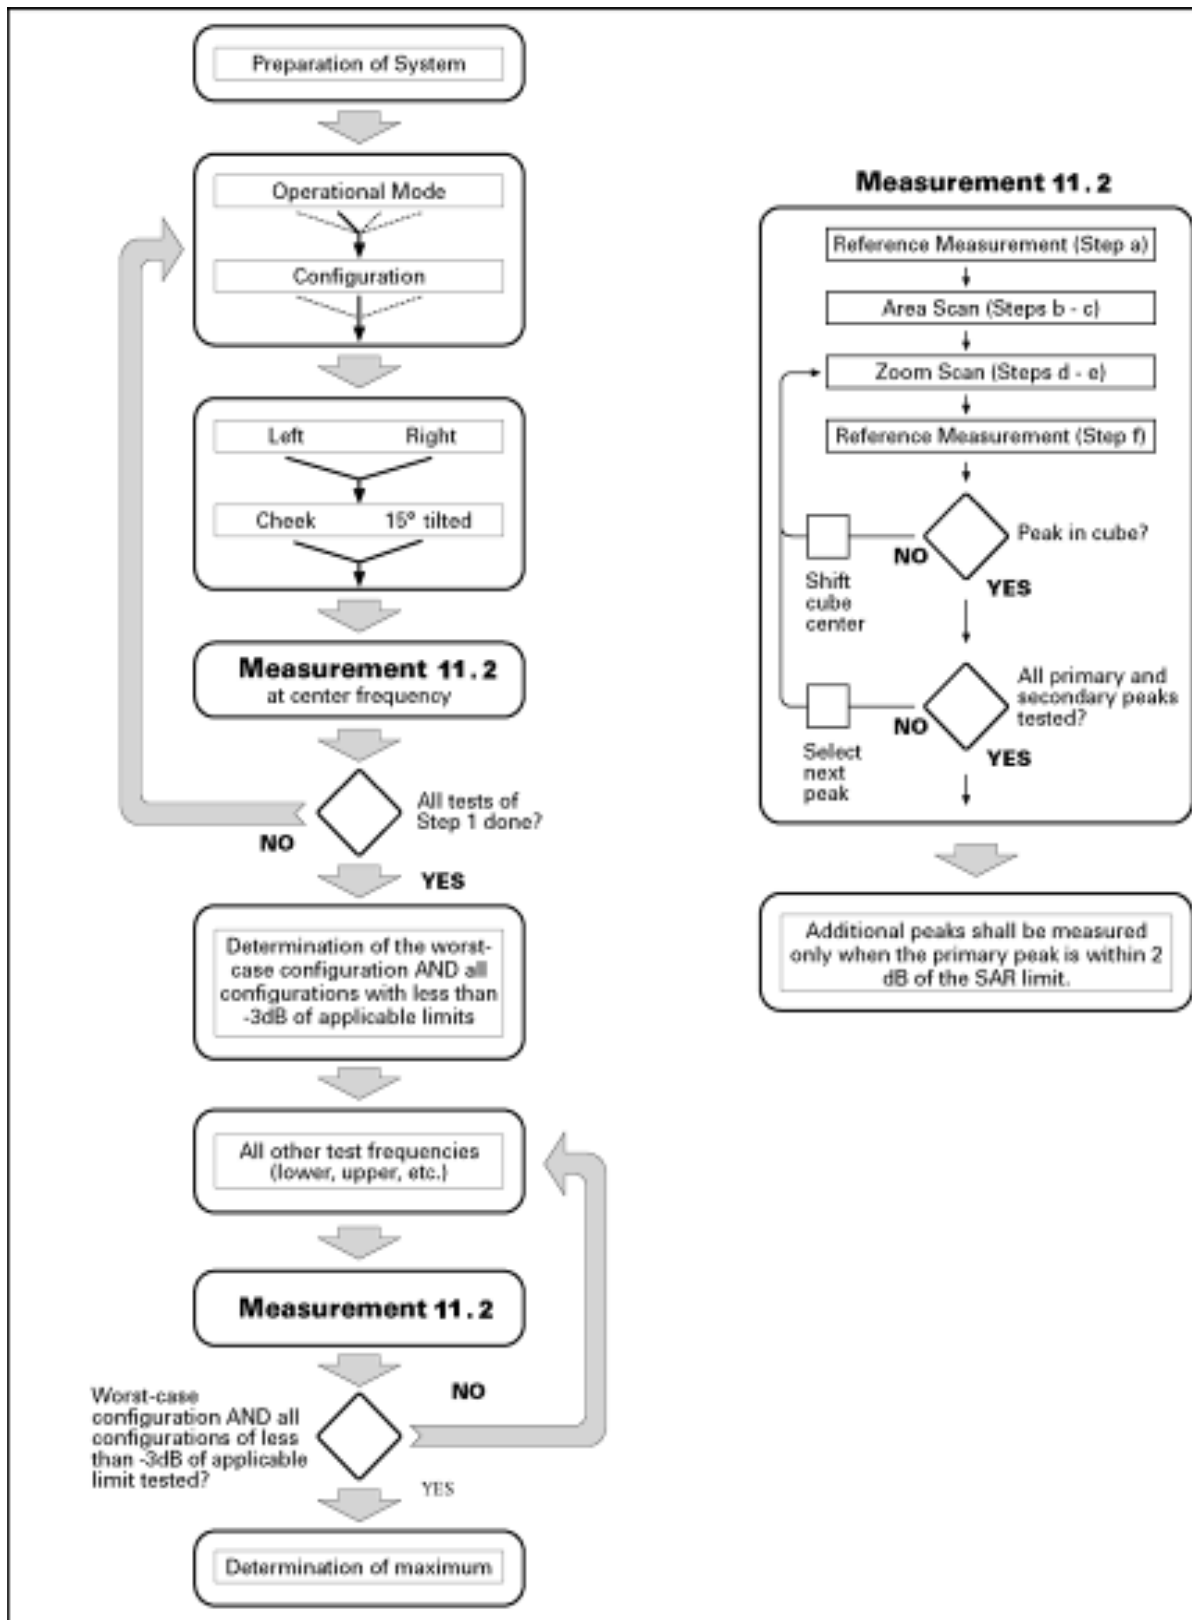 Preparation of System
Operational Mode
Configuration
Left Right
Cheek 15° tilted
Measurement 11.2
at center frequency
All tests of
Step 1 done?
NO
YES
Determination of the worst-
case configuration AND all
configurations with less than
-3dB of applicable limits
All other test frequencies
(lower, upper, etc.)
Measurement 11.2
NO
Worst-case
configuration AND all
configurations of less
than -3dB of applicable
limit tested?
YES
Determination of maximum
Measurement 11.2
Reference Measurement (Step a)
Area Scan (Steps b - c)
Zoom Scan (Steps d - e)
Reference Measurement (Step f)
Peak in cube?
NO
YES
Shift
cube
center
All primary and
secondary peaks
tested?
NO
YES
Select
next
peak
Additional peaks shall be measured
only when the primary peak is within 2
dB of the SAR limit.